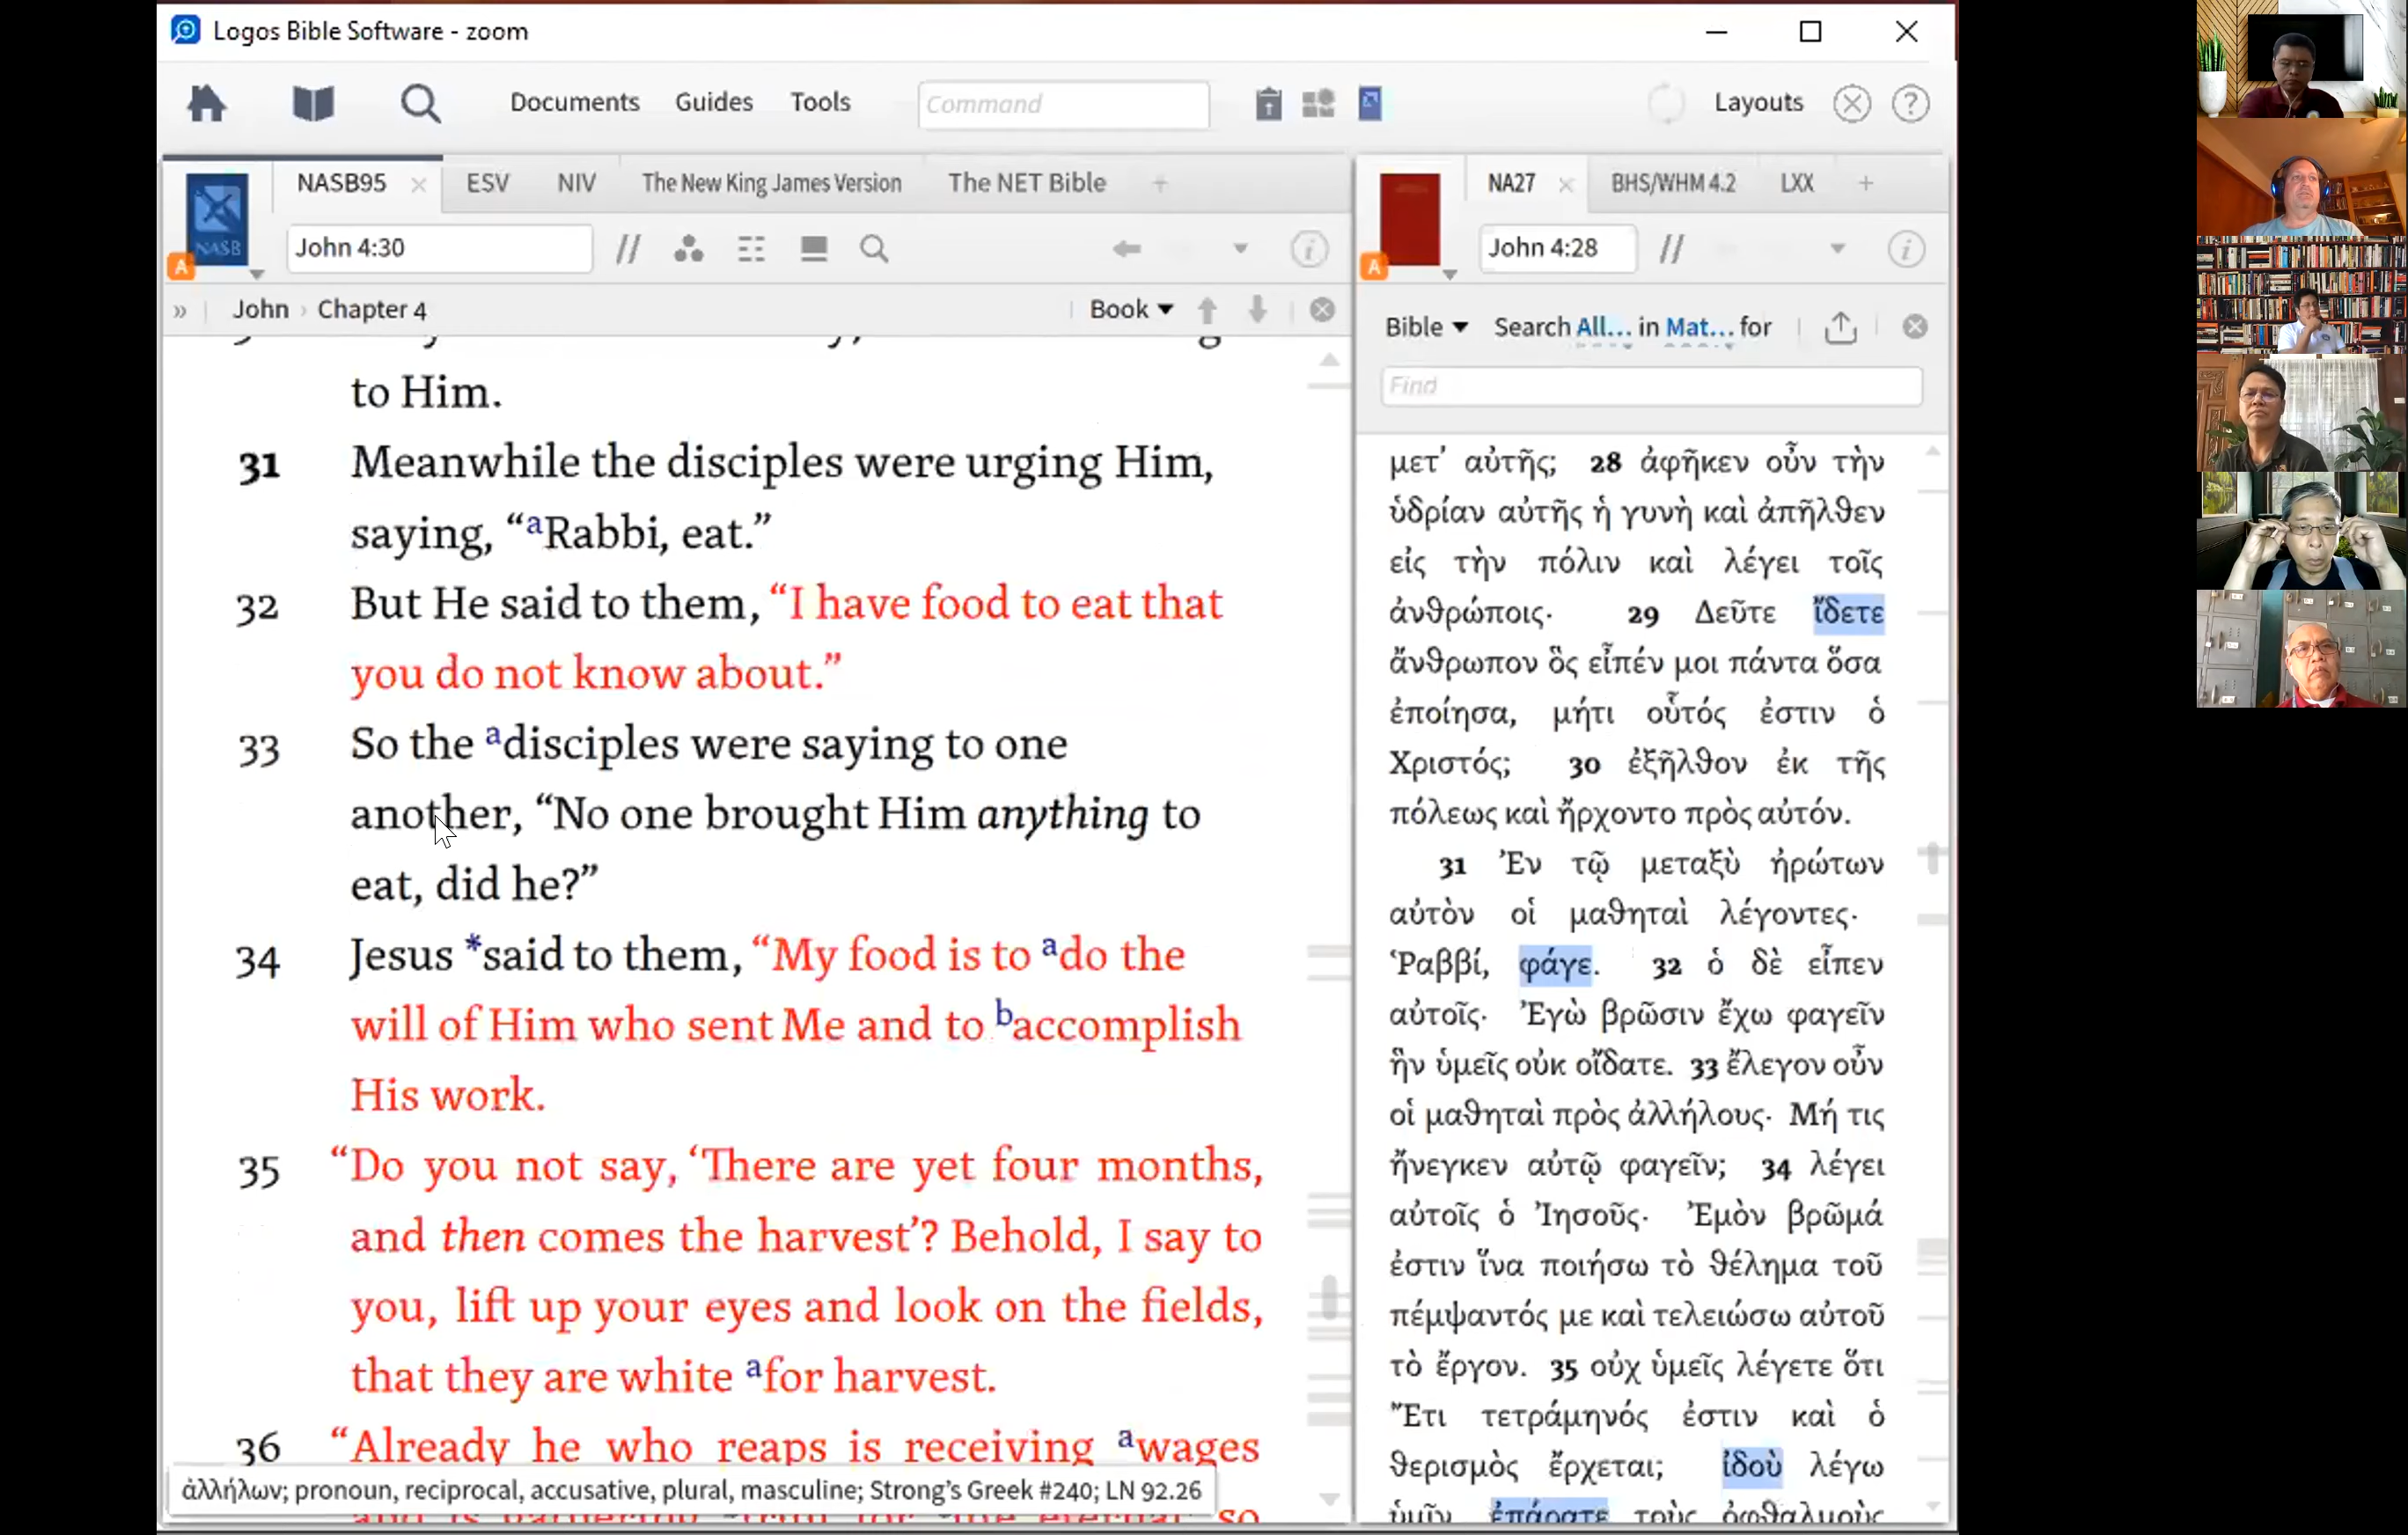 Logos Bible Software - zoom
Documents Guides Tools Command Layouts
NASB95 ESV NIV The New King James Version The NET Bible
NASB
A
John 4:30
» John › Chapter 4 Book
to Him.
31 Meanwhile the disciples were urging Him,
saying, “aRabbi, eat.”
32 But He said to them, “I have food to eat that
you do not know about.”
33 So the adisciples were saying to one
another, “No one brought Him anything to
eat, did he?”
34 Jesus *said to them, “My food is to ado the
will of Him who sent Me and to baccomplish
His work.
35 “Do you not say, ‘There are yet four months,
and then comes the harvest’? Behold, I say to
you, lift up your eyes and look on the fields,
that they are white afor harvest.
36 “Already he who reaps is receiving awages
so
ἀλλήλων; pronoun, reciprocal, accusative, plural, masculine; Strong’s Greek #240; LN 92.26
NA27 BHS/WHM 4.2 LXX
A
John 4:28
Bible Search All... in Mat... for
Find
μετʼ αὐτῆς; 28 ἀφῆκεν οὖν τὴν
ὑδρίαν αὐτῆς ἡ γυνὴ καὶ ἀπῆλθεν
εἰς τὴν πόλιν καὶ λέγει τοῖς
ἀνθρώποις· 29 Δεῦτε ἴδετε
ἄνθρωπον ὃς εἶπέν μοι πάντα ὅσα
ἐποίησα, μήτι οὗτός ἐστιν ὁ
Χριστός; 30 ἐξῆλθον ἐκ τῆς
πόλεως καὶ ἤρχοντο πρὸς αὐτόν.
31 Ἐν τῷ μεταξὺ ἠρώτων
αὐτὸν οἱ μαθηταὶ λέγοντες·
Ῥαββί, φάγε. 32 ὁ δὲ εἶπεν
αὐτοῖς· Ἐγὼ βρῶσιν ἔχω φαγεῖν
ἣν ὑμεῖς οὐκ οἴδατε. 33 ἔλεγον οὖν
οἱ μαθηταὶ πρὸς ἀλλήλους· Μή τις
ἤνεγκεν αὐτῷ φαγεῖν; 34 λέγει
αὐτοῖς ὁ Ἰησοῦς· Ἐμὸν βρῶμά
ἐστιν ἵνα ποιήσω τὸ θέλημα τοῦ
πέμψαντός με καὶ τελειώσω αὐτοῦ
τὸ ἔργον. 35 οὐχ ὑμεῖς λέγετε ὅτι
Ἔτι τετράμηνός ἐστιν καὶ ὁ
θερισμὸς ἔρχεται; ἰδοὺ λέγω
ὑμῖν ἐπάρατε τοὺς ὀφθαλμοὺς